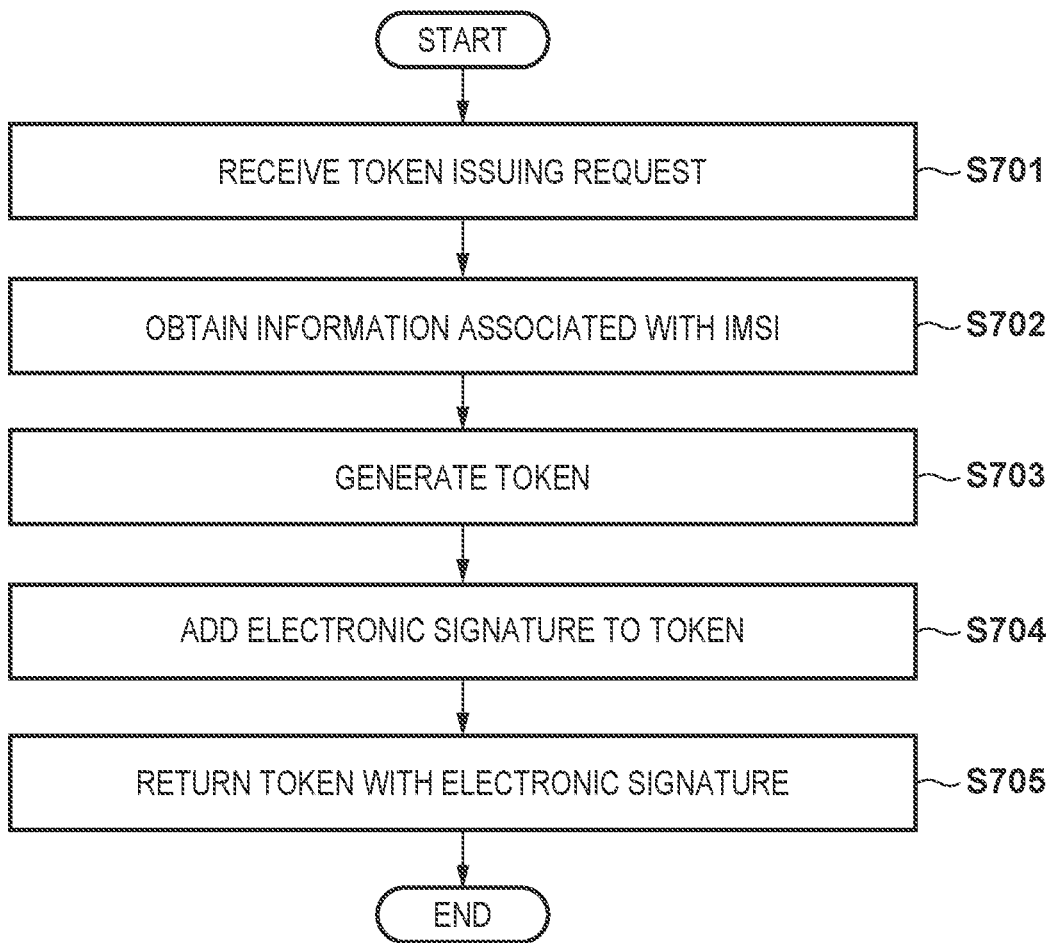 START
RECEIVE TOKEN ISSUING REQUEST
S701
OBTAIN INFORMATION ASSOCIATED WITH IMSI
S702
GENERATE TOKEN
S703
ADD ELECTRONIC SIGNATURE TO TOKEN
S704
RETURN TOKEN WITH ELECTRONIC SIGNATURE
S705
END